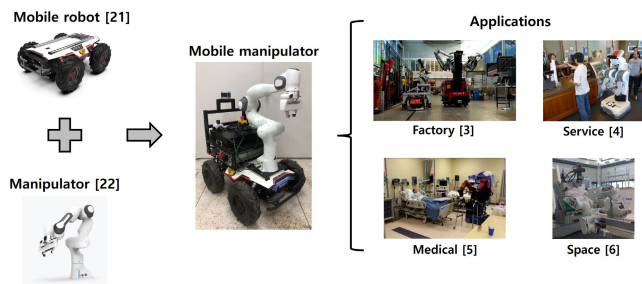 Mobile robot [21]
Manipulator [22]
Mobile manipulator
Applications
Factory [3]
Service [4]
Medical [5]
Space [6]